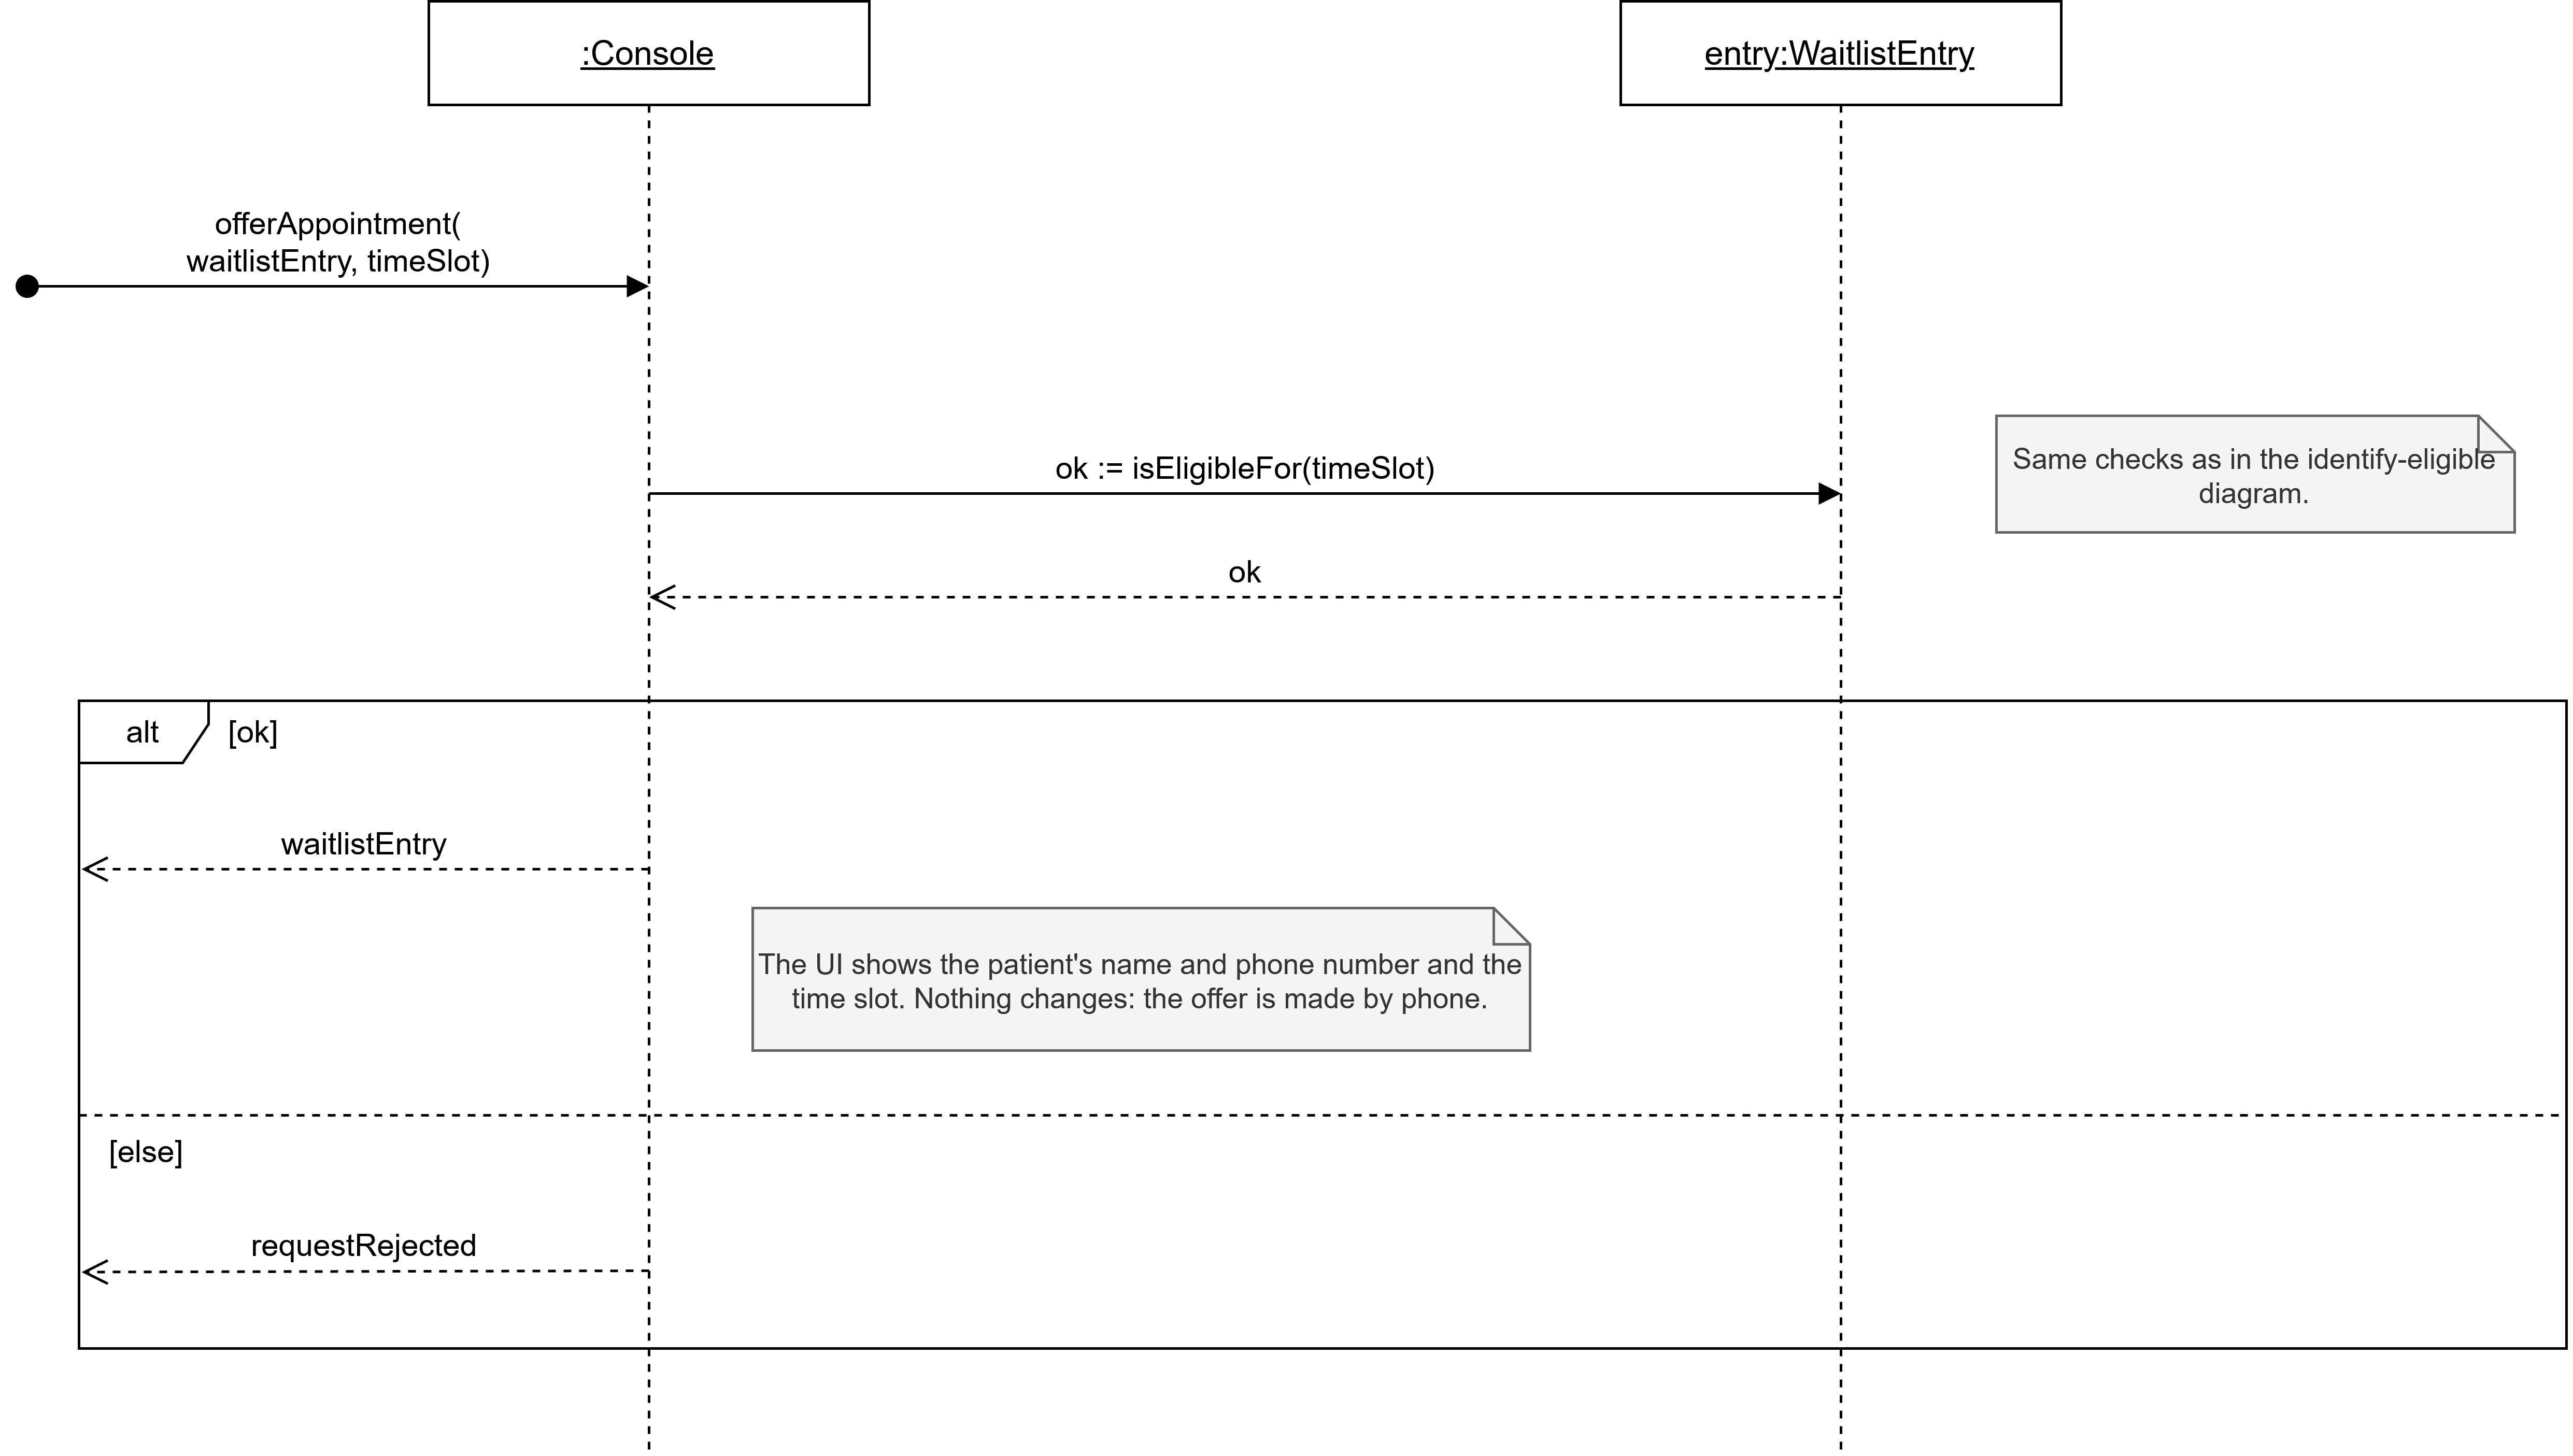 :Console
entry:WaitlistEntry
offerAppointment(
waitlistEntry, timeSlot)
ok := isEligibleFor(timeSlot)
Same checks as in the identify-eligible
diagram.
ok
alt
[ok]
waitlistEntry
The UI shows the patient's name and phone number and the
time slot. Nothing changes: the offer is made by phone.
[else]
requestRejected